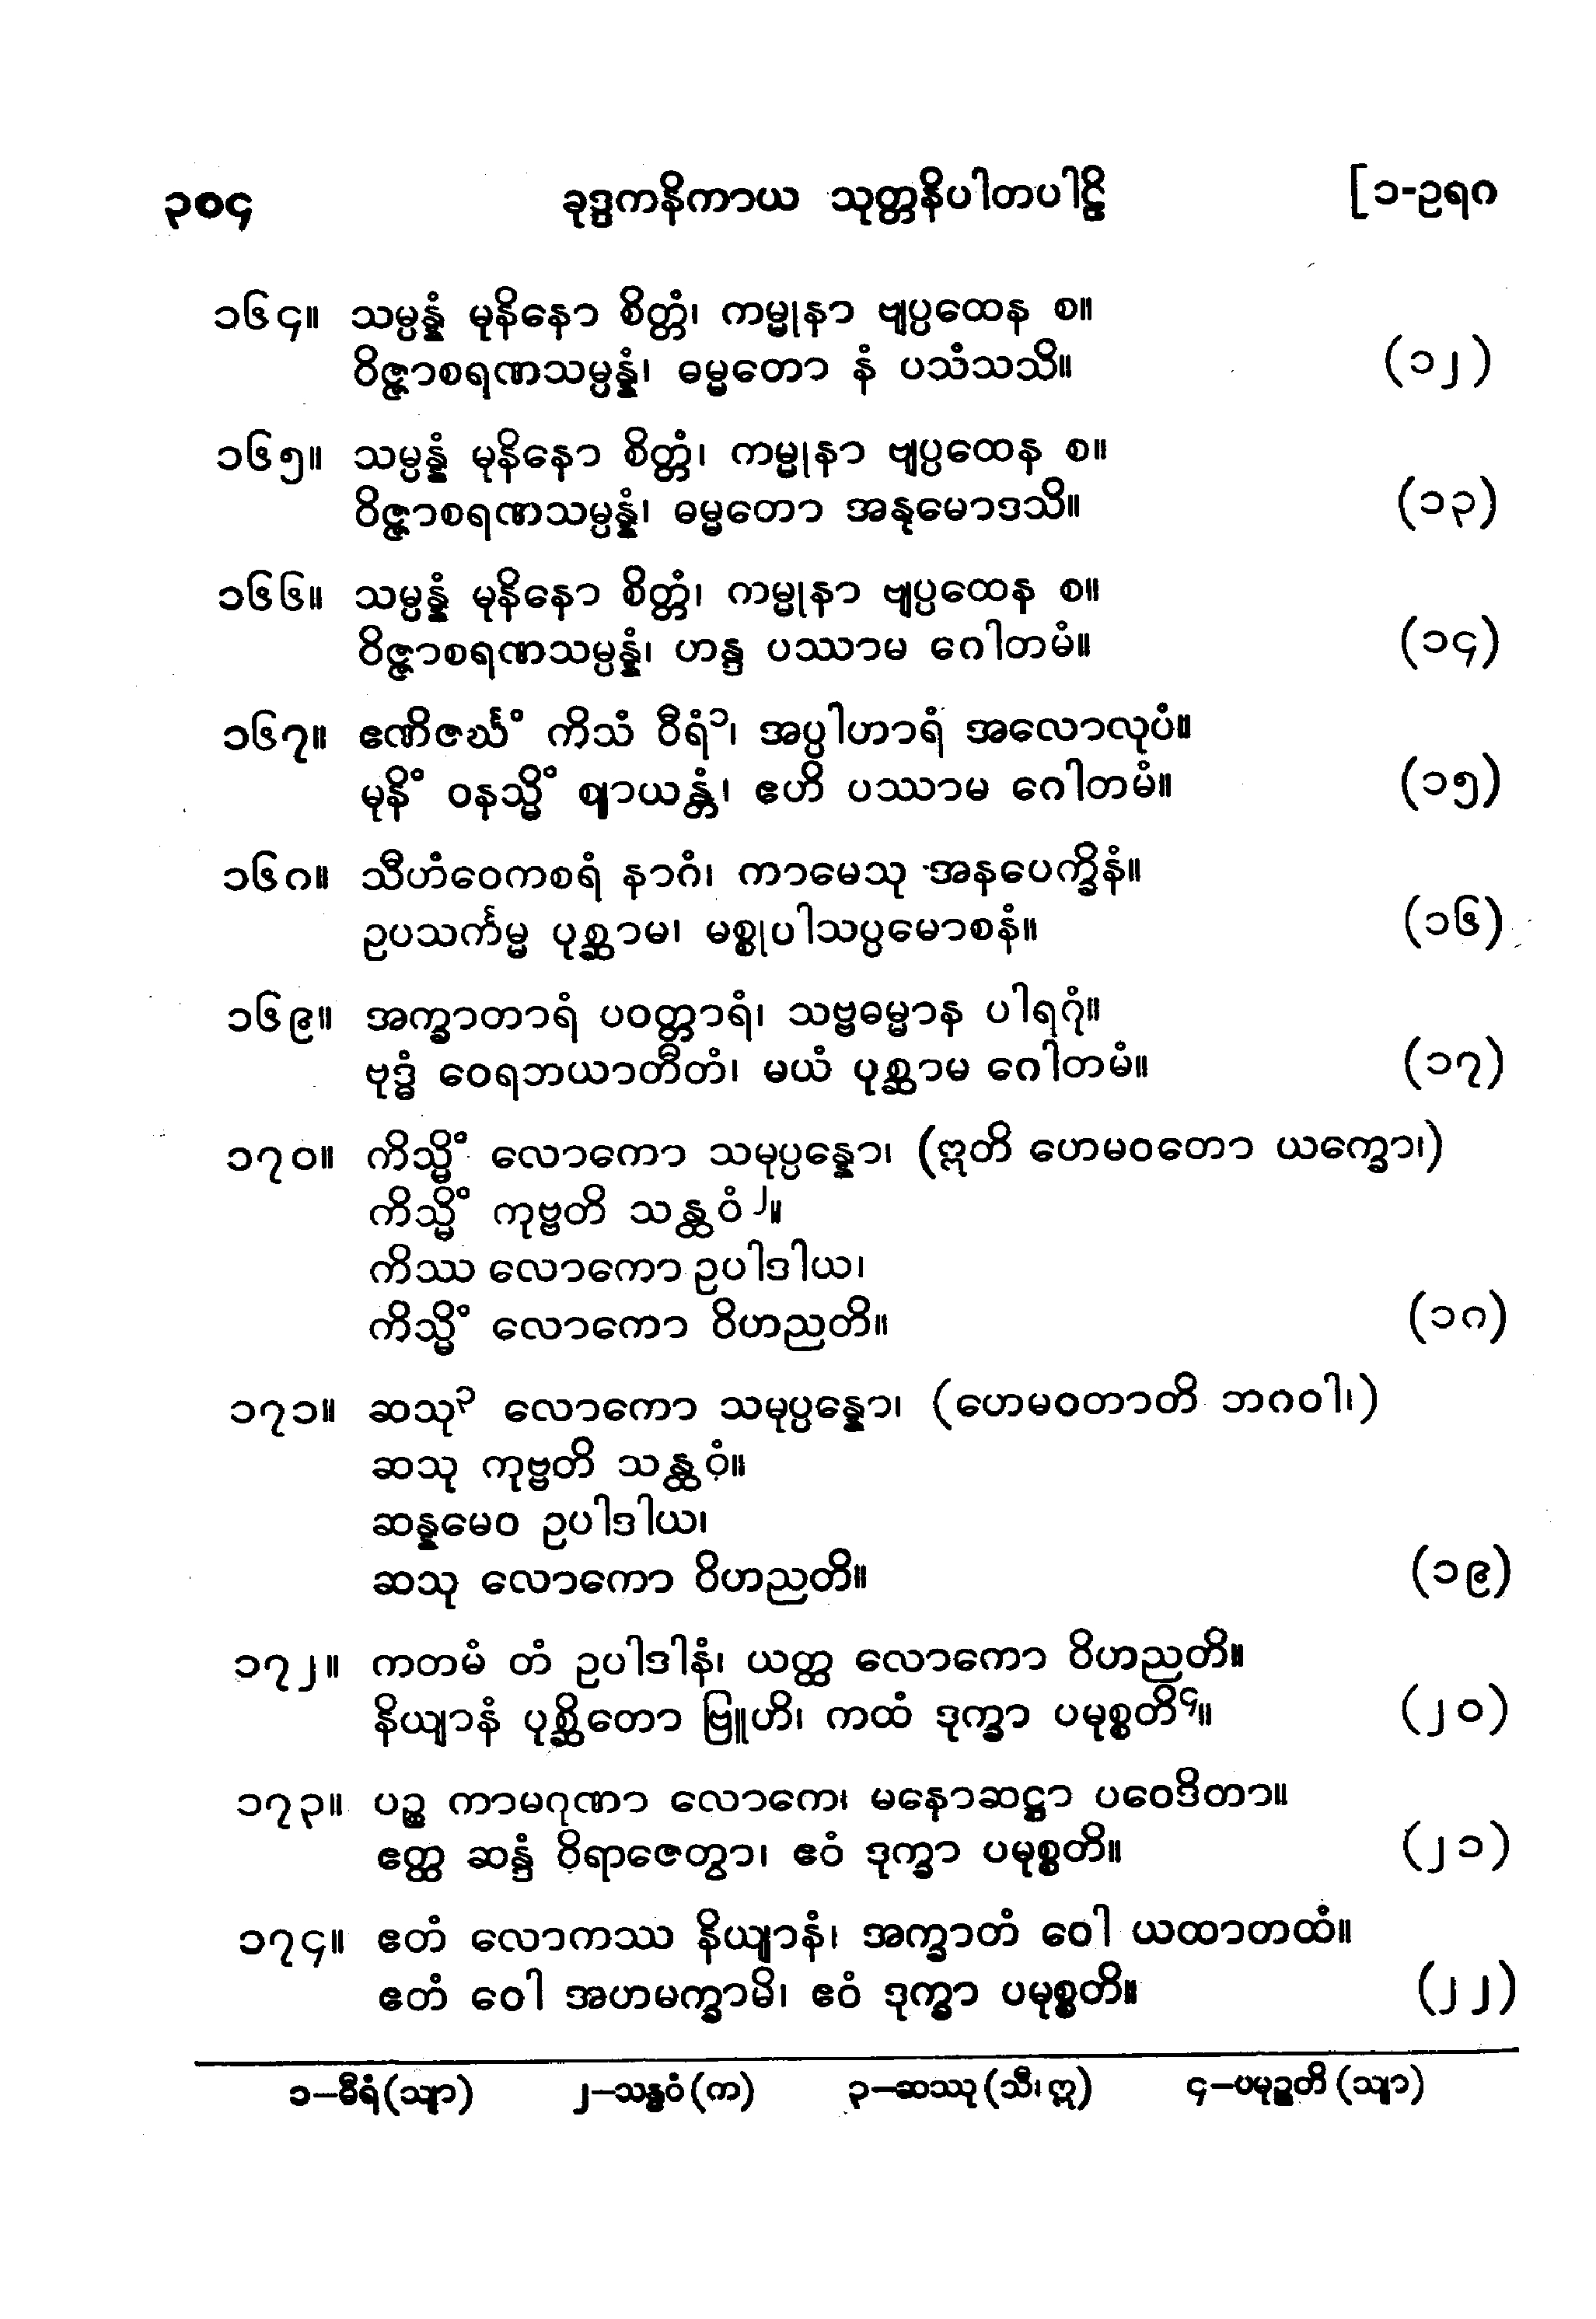 ၃၀၄ ခုဒ္ဒကနိကာယ သုတ္တနိပါတပါဠိ [၁-ဥရဂ
၁၆၄။ သမ္ပန္နံ မုနိနော စိတ္တံ၊ ကမ္မုနာ ဗျပ္ပထေန စ။
ဝိဇ္ဇာစရဏသမ္ပန္နံ၊ ဓမ္မတော နံ ပသံသသိ။ (၁၂)
၁၆၅။ သမ္ပန္နံ မုနိနော စိတ္တံ၊ ကမ္မုနာ ဗျပ္ပထေန စ။
ဝိဇ္ဇာစရဏသမ္ပန္နံ၊ ဓမ္မတော အနုမောဒသိ။ (၁၃)
၁၆၆။ သမ္ပန္နံ မုနိနော စိတ္တံ၊ ကမ္မုနာ ဗျပ္ပထေန စ။
ဝိဇ္ဇာစရဏသမ္ပန္နံ၊ ဟန္ဒ ပဿာမ ဂေါတမံ။ (၁၄)
၁၆၇။ ဧဏိဇင်္ဃံ ကိသံ ဝီရံ၁၊ အပ္ပါဟာရံ အလောလုပံ။
မုနိံ ဝနသ္မိံ ဈာယန္တံ၊ ဧဟိ ပဿာမ ဂေါတမံ။ (၁၅)
၁၆၈။ သီဟံဝေကစရံ နာဂံ၊ ကာမေသု အနပေက္ခိနံ။
ဥပသင်္ကမ္မ ပုစ္ဆာမ၊ မစ္စုပါသပ္ပမောစနံ။ (၁၆)
၁၆၉။ အက္ခာတာရံ ပဝတ္တာရံ၊ သဗ္ဗဓမ္မာန ပါရဂုံ။
ဗုဒ္ဓံ ဝေရဘယာတီတံ၊ မယံ ပုစ္ဆာမ ဂေါတမံ။ (၁၇)
၁၇၀။ ကိသ္မိံ လောကော သမုပ္ပန္နော၊ (ဣတိ ဟေမဝတော ယက္ခော၊)
ကိသ္မိံ ကုဗ္ဗတိ သန္ထဝံ၂။
ကိဿ လောကော ဥပါဒါယ၊
ကိသ္မိံ လောကော ဝိဟညတိ။ (၁၈)
၁၇၁။ ဆသု၃ လောကော သမုပ္ပန္နော၊ (ဟေမဝတာတိ ဘဂဝါ၊)
ဆသု ကုဗ္ဗတိ သန္ထဝံ။
ဆန္နမေဝ ဥပါဒါယ၊
ဆသု လောကော ဝိဟညတိ။ (၁၉)
၁၇၂။ ကတမံ တံ ဥပါဒါနံ၊ ယတ္ထ လောကော ဝိဟညတိ။
နိယျာနံ ပုစ္ဆိတော ဗြူဟိ၊ ကထံ ဒုက္ခာ ပမုစ္စတိ၄။ (၂၀)
၁၇၃။ ပဉ္စ ကာမဂုဏာ လောကေ၊ မနောဆဋ္ဌာ ပဝေဒိတာ။
ဧတ္ထ ဆန္ဒံ ဝိရာဇေတွာ၊ ဧဝံ ဒုက္ခာ ပမုစ္စတိ။ (၂၁)
၁၇၄။ ဧတံ လောကဿ နိယျာနံ၊ အက္ခာတံ ဝေါ ယထာတထံ။
ဧတံ ဝေါ အဟမက္ခာမိ၊ ဧဝံ ဒုက္ခာ ပမုစ္စတိ။ (၂၂)
၁–ဓီရံ (သျာ) ၂–သန္ဓဝံ (က) ၃–ဆဿု (သီ၊ ဣ) ၄–ပမုဉ္စတိ (သျာ)